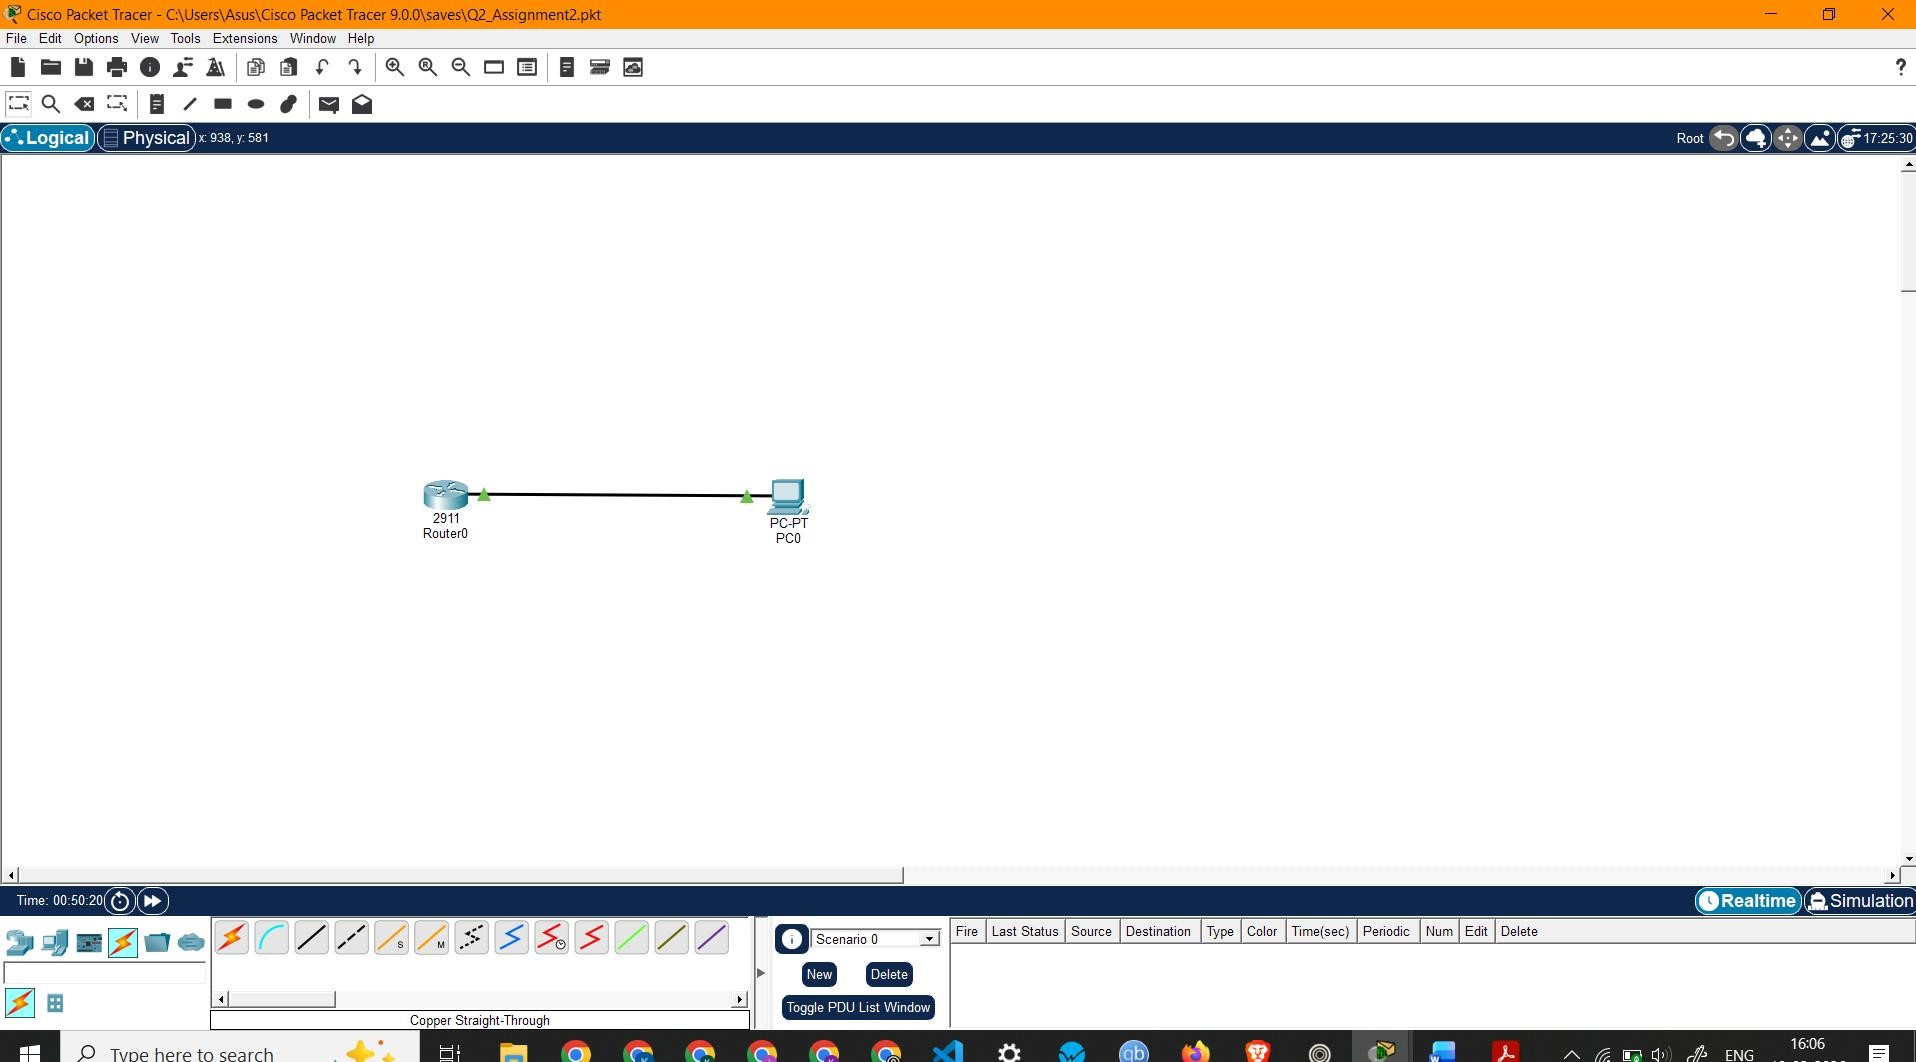 Cisco Packet Tracer - C:\Users\Asus\Cisco Packet Tracer 9.0.0\saves\Q2_Assignment2.pkt
File Edit Options View Tools Extensions Window Help
?
Logical Physical x: 938, y: 581 Root 17:25:30
2911
Router0
PC-PT
PC0
Time: 00:50:20 Realtime Simulation
S M
Scenario 0
Fire Last Status Source Destination Type Color Time(sec) Periodic Num Edit Delete
New Delete
Toggle PDU List Window
Copper Straight-Through
Type here to search
qb
ENG
16:06